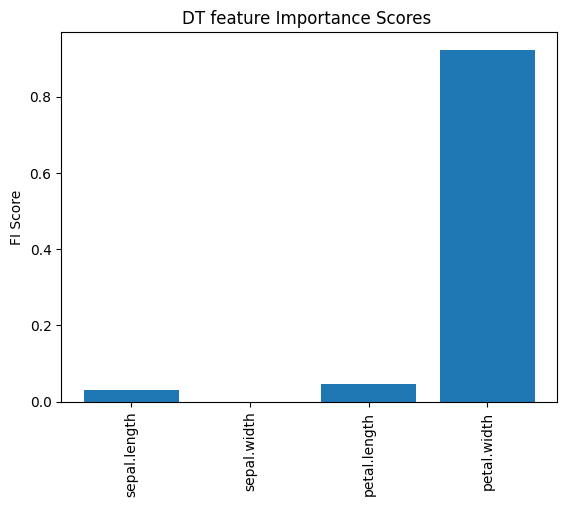 DT feature Importance Scores
FI Score
0.8
0.6
0.4
0.2
0.0
sepal.length
sepal.width
petal.length
petal.width